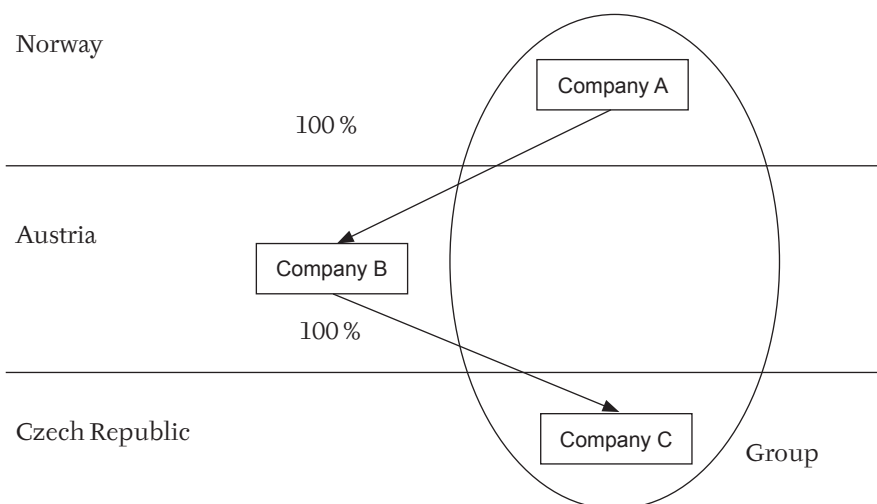 Norway
Company A
100 %
Austria
Company B
100 %
Czech Republic
Company C
Group